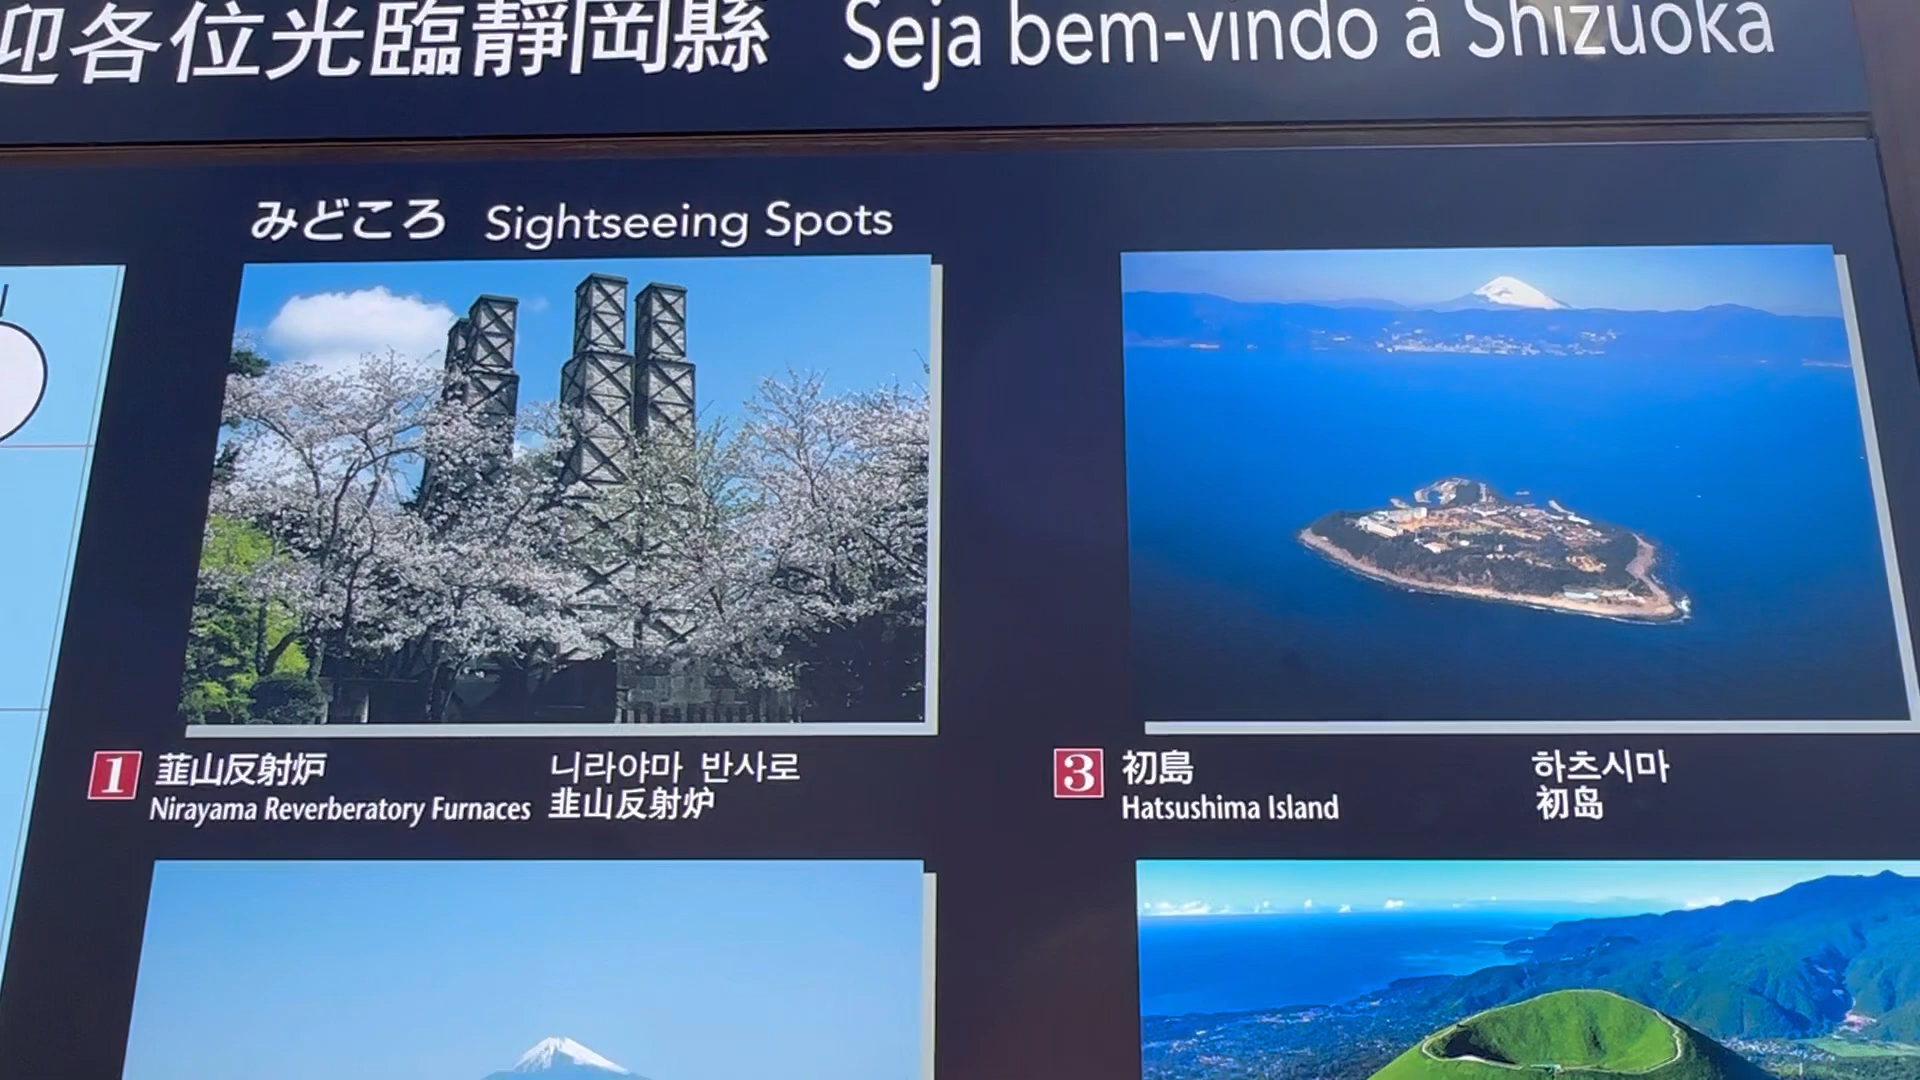 迎各位光臨靜岡縣 Seja bem-vindo à Shizuoka
みどころ Sightseeing Spots
1 韮山反射炉 니라야마 반사로
Nirayama Reverberatory Furnaces 韭山反射炉
3 初島 하츠시마
Hatsushima Island 初岛